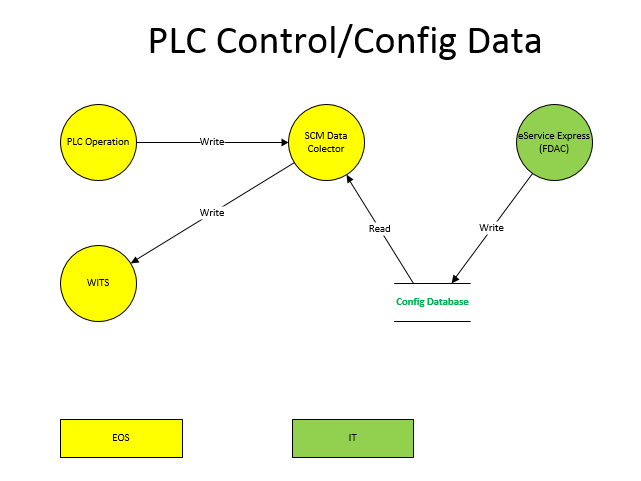 PLC Control/Config Data
PLC Operation
Write
SCM Data
Colector
eService Express
(FDAC)
Write
Read
Write
WITS
Config Database
EOS
IT